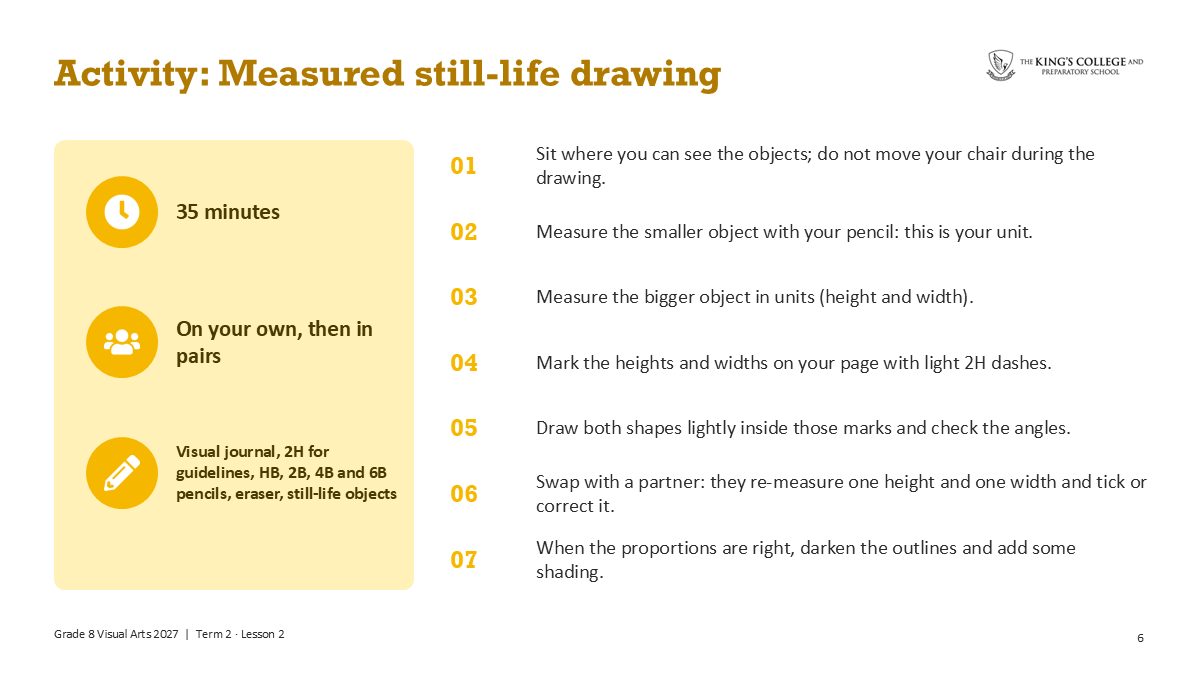 Activity: Measured still-life drawing
THE KING'S COLLEGE AND
PREPARATORY SCHOOL
35 minutes
On your own, then in
pairs
Visual journal, 2H for
guidelines, HB, 2B, 4B and 6B
pencils, eraser, still-life objects
01
Sit where you can see the objects; do not move your chair during the
drawing.
02
Measure the smaller object with your pencil: this is your unit.
03
Measure the bigger object in units (height and width).
04
Mark the heights and widths on your page with light 2H dashes.
05
Draw both shapes lightly inside those marks and check the angles.
06
Swap with a partner: they re-measure one height and one width and tick or
correct it.
07
When the proportions are right, darken the outlines and add some
shading.
Grade 8 Visual Arts 2027 | Term 2 · Lesson 2
6